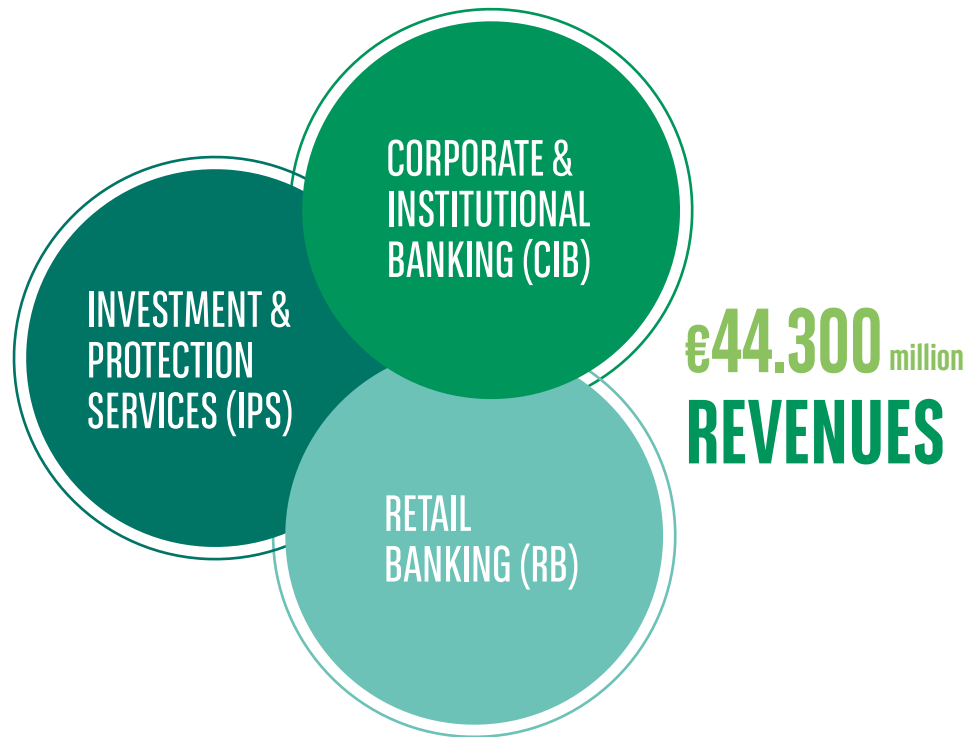 CORPORATE &
INSTITUTIONAL
BANKING (CIB)
INVESTMENT &
PROTECTION
SERVICES (IPS)
€44.300 million
REVENUES
RETAIL
BANKING (RB)